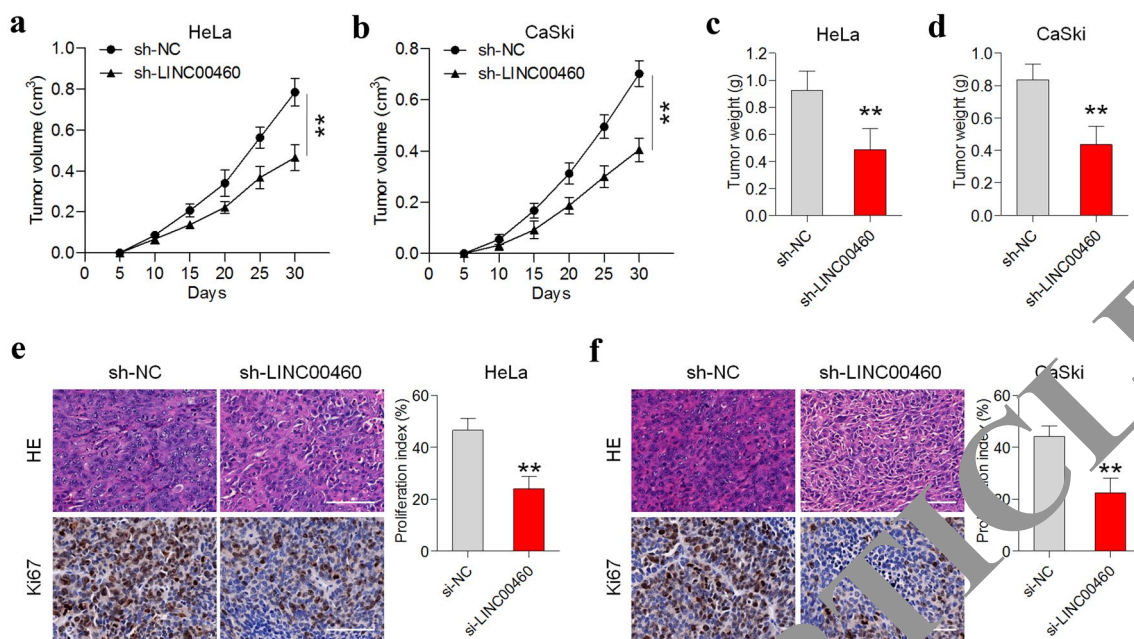 a
HeLa
sh-NC
sh-LINC00460
Tumor volume (cm³)
1.0
0.8
0.6
0.4
0.2
0.0
**
0 5 10 15 20 25 30
Days
b
CaSki
sh-NC
sh-LINC00460
Tumor volume (cm³)
0.8
0.6
0.4
0.2
0.0
**
0 5 10 15 20 25 30
Days
c
HeLa
Tumor weight (g)
1.2
1.0
0.8
0.6
0.4
0.2
0.0
**
sh-NC
sh-LINC00460
d
CaSki
Tumor weight (g)
1.0
0.8
0.6
0.4
0.2
0.0
**
sh-NC
sh-LINC00460
e
sh-NC sh-LINC00460
HE
Ki67
HeLa
Proliferation index (%)
60
40
20
0
**
si-NC
si-LINC00460
f
sh-NC sh-LINC00460
HE
Ki67
CaSki
60
40
20
0
**
si-NC
si-LINC00460